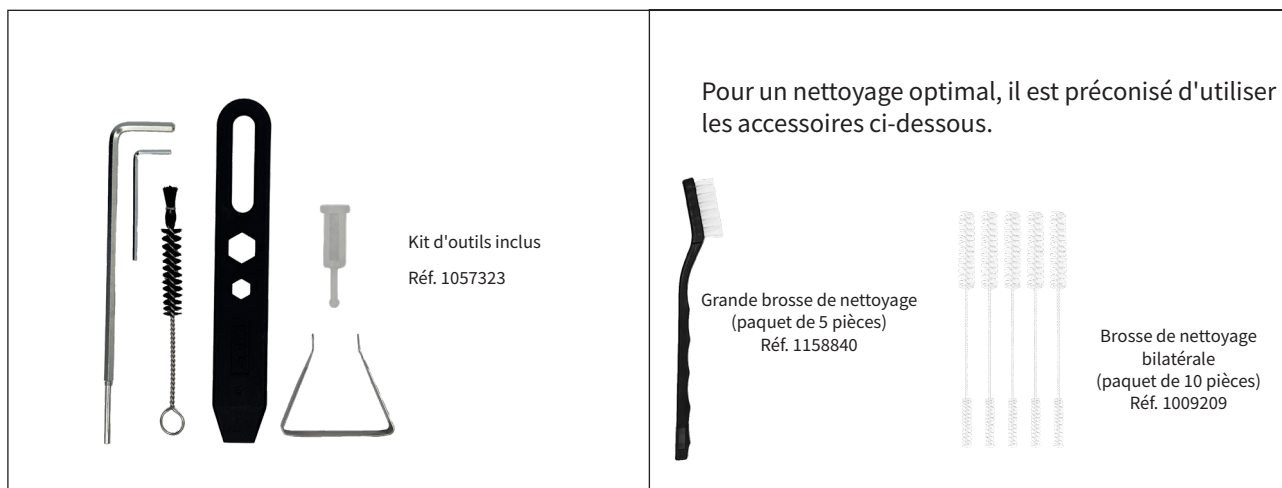 Kit d'outils inclus
Réf. 1057323
Pour un nettoyage optimal, il est préconisé d'utiliser
les accessoires ci-dessous.
Grande brosse de nettoyage
(paquet de 5 pièces)
Réf. 1158840
Brosse de nettoyage
bilatérale
(paquet de 10 pièces)
Réf. 1009209